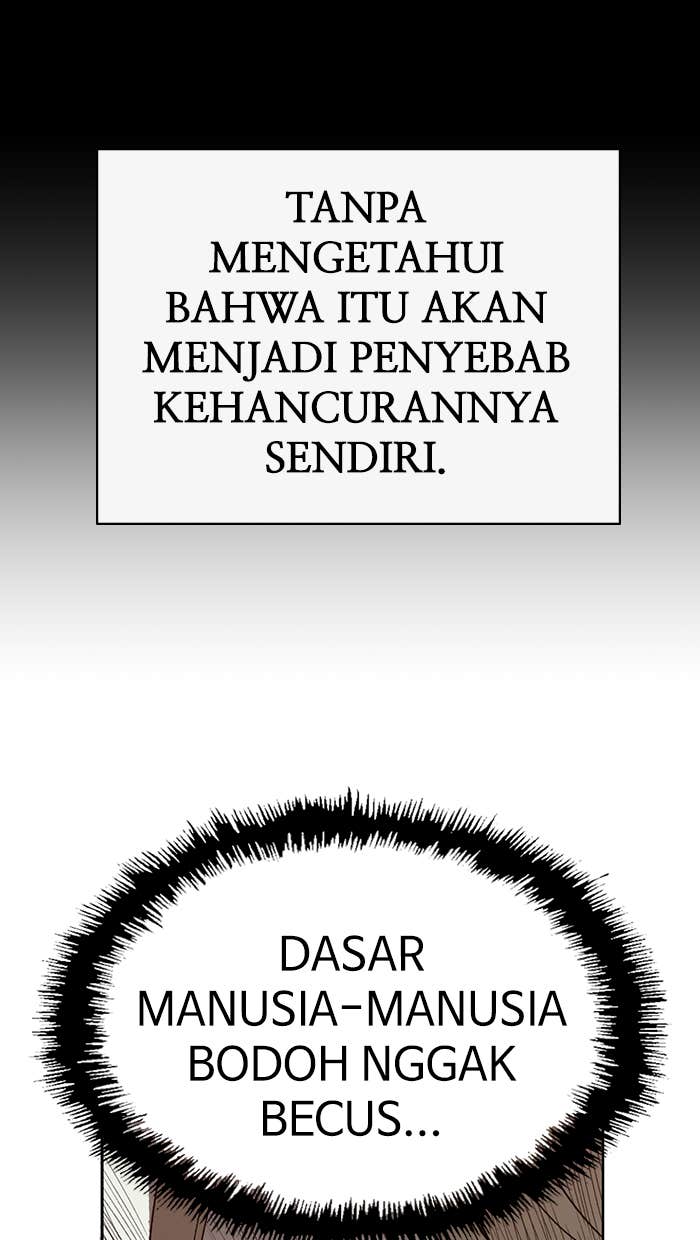 TANPA
MENGETAHUI
BAHWA ITU AKAN
MENJADI PENYEBAB
KEHANCURANNYA
SENDIRI.
DASAR
MANUSIA-MANUSIA
BODOH NGGAK
BECUS...